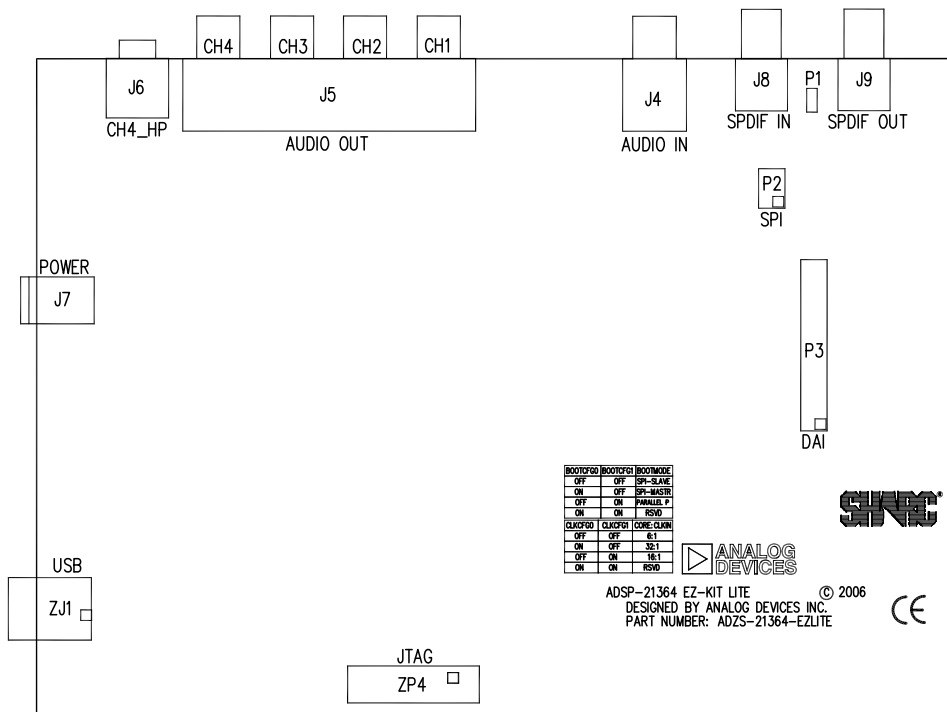 CH4 CH3 CH2 CH1
J6 J5 J4 J8 P1 J9
CH4_HP
AUDIO OUT
AUDIO IN
SPDIF IN
SPDIF OUT
P2
SPI
POWER
J7
P3
DAI
BOOTCFG0 BOOTCFG1 BOOTMODE
OFF OFF SPI-SLAVE
ON OFF SPI-MASTR
OFF ON PARALLEL P
ON ON RSVD
CLKCFG0 CLKCFG1 CORE:CLKIN
OFF OFF 6:1
ON OFF 32:1
OFF ON 16:1
ON ON RSVD
SHARC®
ANALOG
DEVICES
USB
ZJ1
ADSP-21364 EZ-KIT LITE © 2006
DESIGNED BY ANALOG DEVICES INC.
PART NUMBER: ADZS-21364-EZLITE
CE
JTAG
ZP4